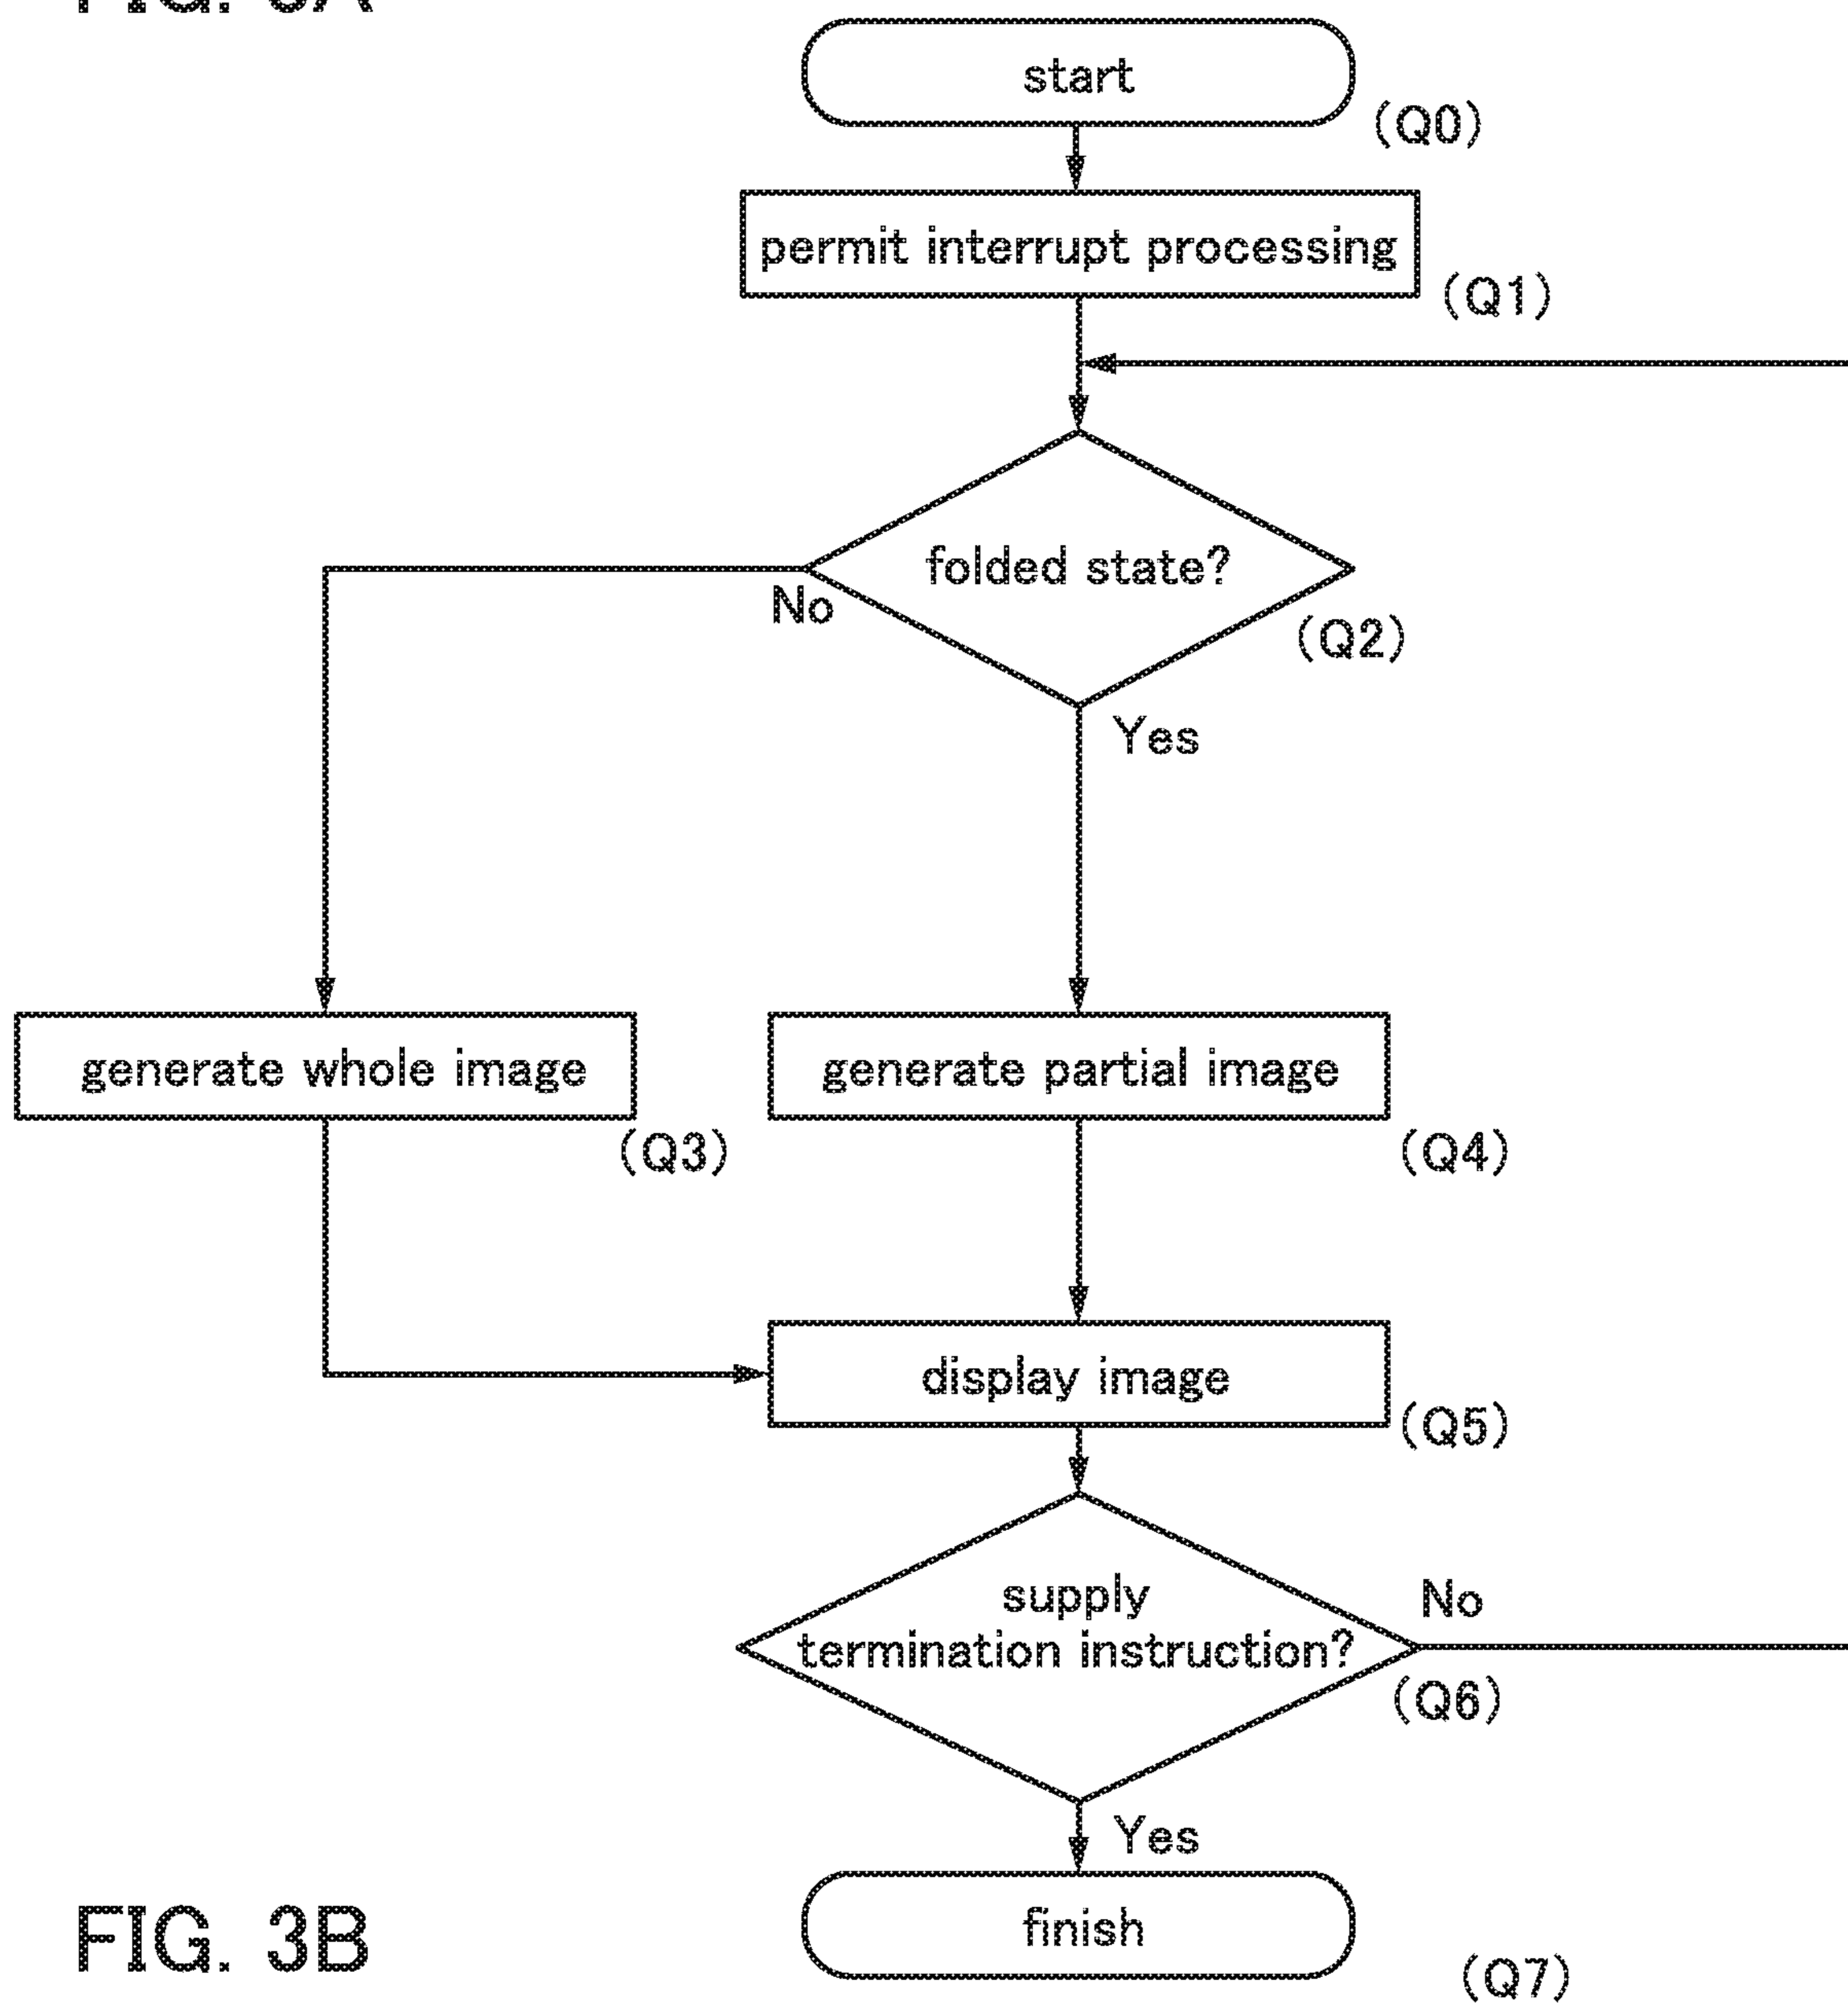 start
(Q0)
permit interrupt processing
(Q1)
folded state?
No
(Q2)
Yes
generate whole image
(Q3)
generate partial image
(Q4)
display image
(Q5)
supply
termination instruction?
No
(Q6)
Yes
finish
(Q7)
FIG. 3B